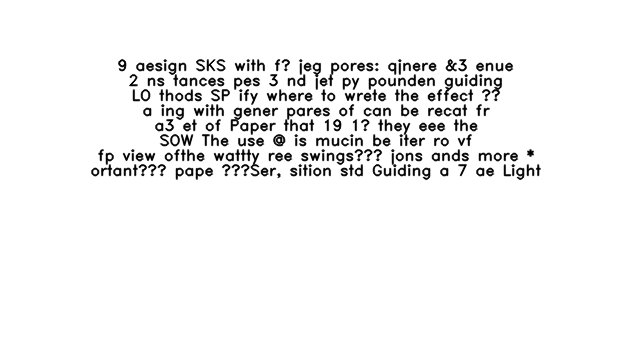 9 aesign SKS with f? jeg pores: qjnere &3 enue
2 ns tances pes 3 nd jet py pounden guiding
LO thods SP ify where to wrete the effect ??
a ing with gener pares of can be recat fr
a3 et of Paper that 19 1? they eee the
SOW The use @ is mucin be iter ro vf
fp view ofthe wattty ree swings??? jons ands more *
ortant??? pape ???Ser, sition std Guiding a 7 ae Light